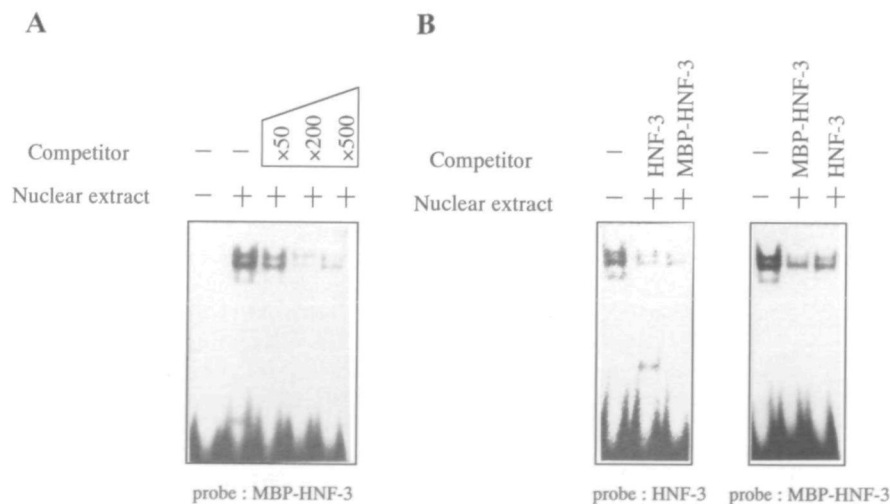 A
Competitor − − ×50 ×200 ×500
Nuclear extract − + + + +
probe : MBP-HNF-3
B
Competitor − HNF-3 MBP-HNF-3 − MBP-HNF-3 HNF-3
Nuclear extract − + + − + +
probe : HNF-3 probe : MBP-HNF-3